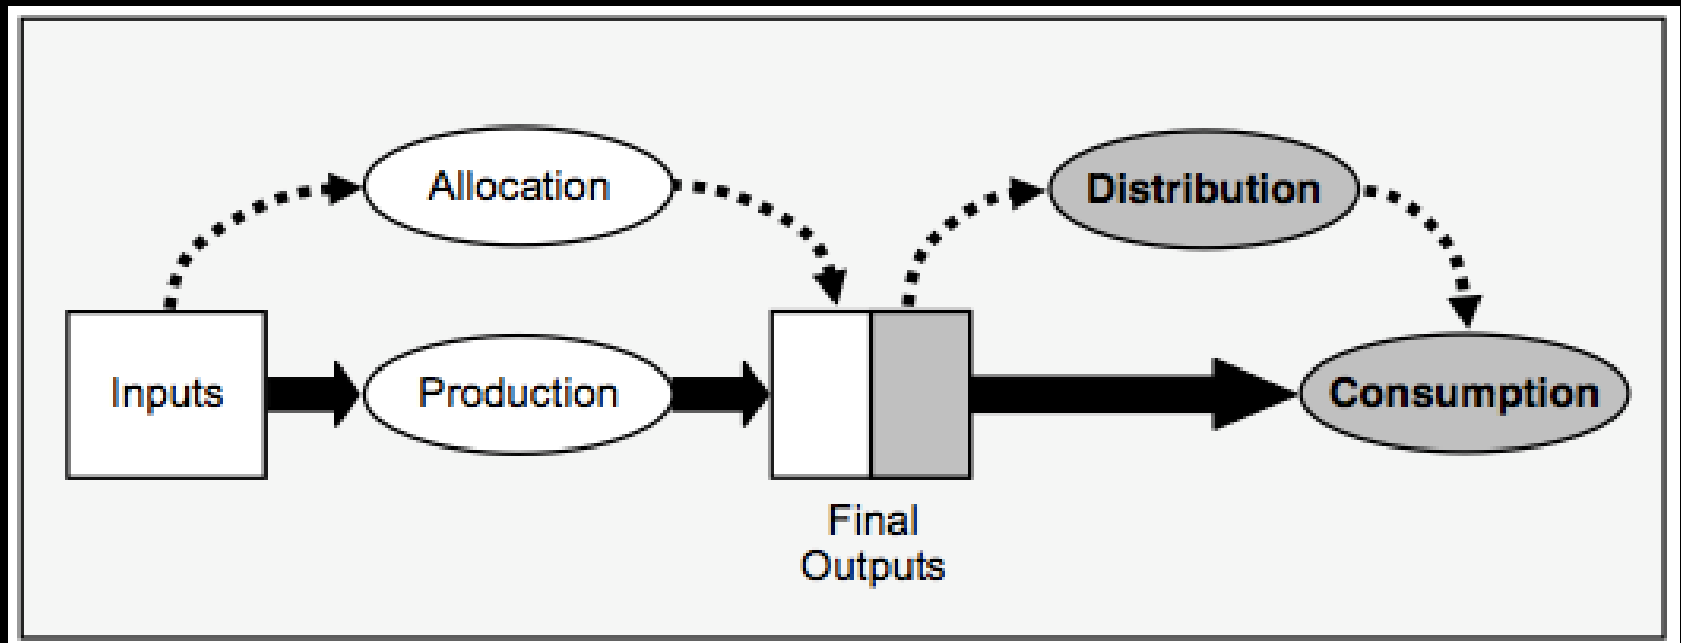 Allocation
Distribution
Inputs
Production
Consumption
Final
Outputs